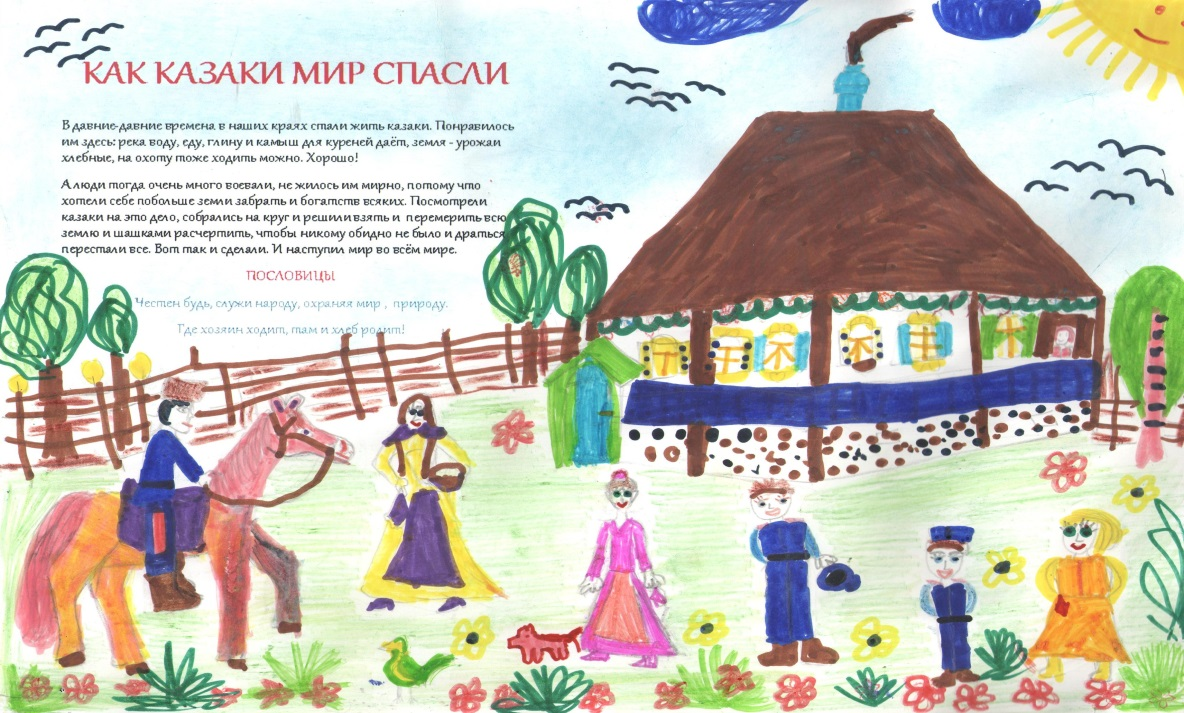 КАК КАЗАКИ МИР СПАСЛИ
В давние-давние времена в наших краях стали жить казаки. Понравилось
им здесь: река воду, еду, глину и камыш для куреней даёт, земля - урожаи
хлебные, на охоту тоже ходить можно. Хорошо!
А люди тогда очень много воевали, не жилось им мирно, потому что
хотели себе побольше земли забрать и богатств всяких. Посмотрели
казаки на это дело, собрались на круг и решили взять и перемерить всю
землю и шашками расчертить, чтобы никому обидно не было и драться
перестали все. Вот так и сделали. И наступил мир во всём мире.
ПОСЛОВИЦЫ
Честен будь, служи народу, охраняя мир , природу.
Где хозяин ходит, там и хлеб родит!